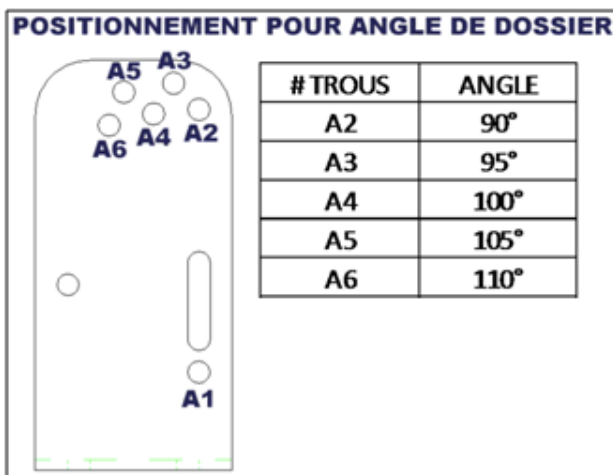 POSITIONNEMENT POUR ANGLE DE DOSSIER
A5
A3
A6
A4
A2
A1
# TROUS ANGLE
A2 90°
A3 95°
A4 100°
A5 105°
A6 110°